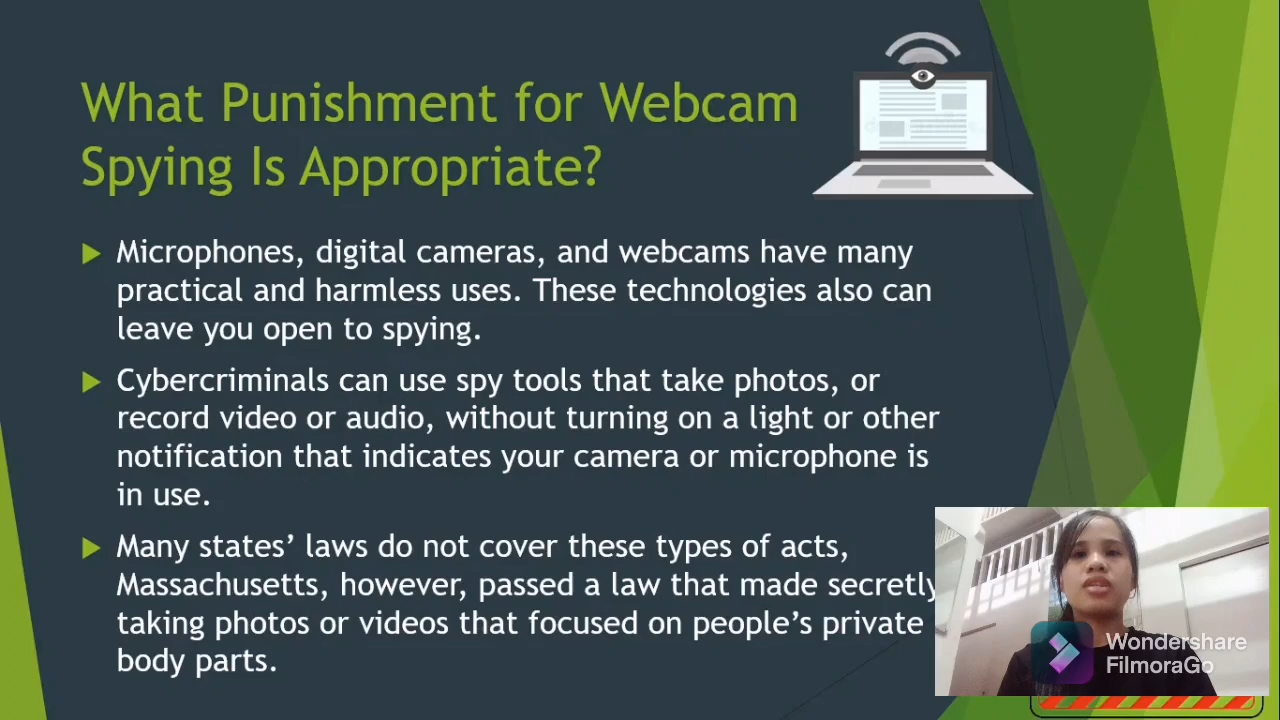 What Punishment for Webcam
Spying Is Appropriate?
Microphones, digital cameras, and webcams have many
practical and harmless uses. These technologies also can
leave you open to spying.
Cybercriminals can use spy tools that take photos, or
record video or audio, without turning on a light or other
notification that indicates your camera or microphone is
in use.
Many states’ laws do not cover these types of acts,
Massachusetts, however, passed a law that made secretly
taking photos or videos that focused on people’s private
body parts.
Wondershare
FilmoraGo